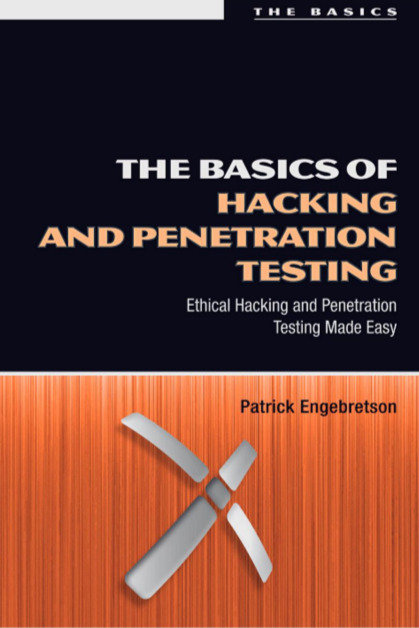 THE BASICS
THE BASICS OF
HACKING
AND PENETRATION
TESTING
Ethical Hacking and Penetration
Testing Made Easy
Patrick Engebretson